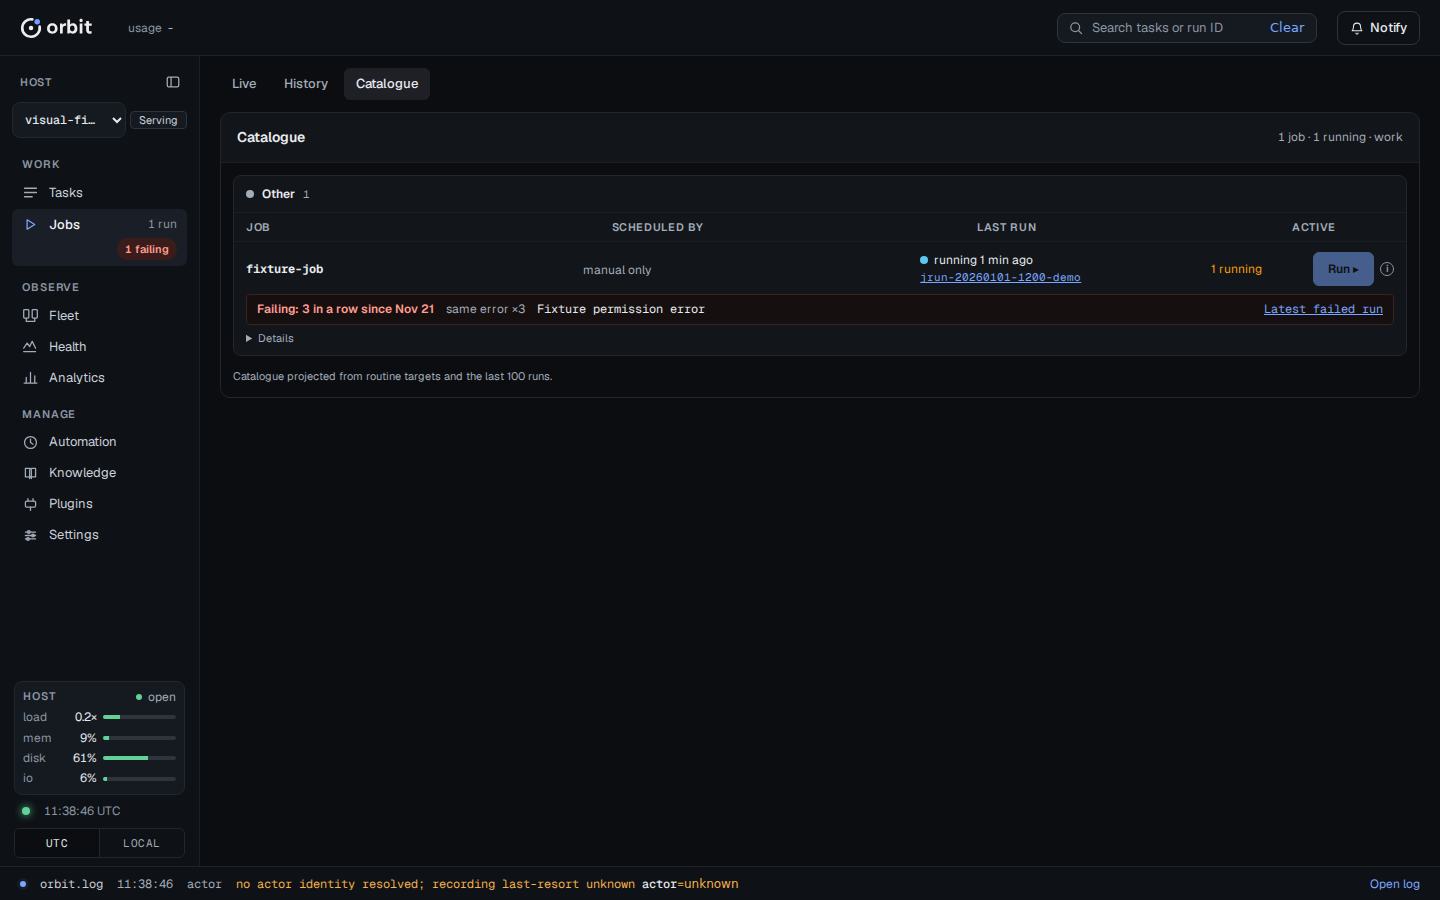 orbit
usage -
Search tasks or run ID
Clear
Notify
HOST
visual-fi…
Serving
WORK
Tasks
Jobs
1 run
1 failing
OBSERVE
Fleet
Health
Analytics
MANAGE
Automation
Knowledge
Plugins
Settings
HOST
open
load 0.2×
mem 9%
disk 61%
io 6%
11:38:46 UTC
UTC
LOCAL
Live
History
Catalogue
Catalogue
1 job · 1 running · work
Other 1
JOB
SCHEDULED BY
LAST RUN
ACTIVE
fixture-job
manual only
running 1 min ago
jrun-20260101-1200-demo
1 running
Run ▸
Failing: 3 in a row since Nov 21 same error ×3 Fixture permission error
Latest failed run
Details
Catalogue projected from routine targets and the last 100 runs.
orbit.log 11:38:46 actor no actor identity resolved; recording last-resort unknown actor=unknown
Open log